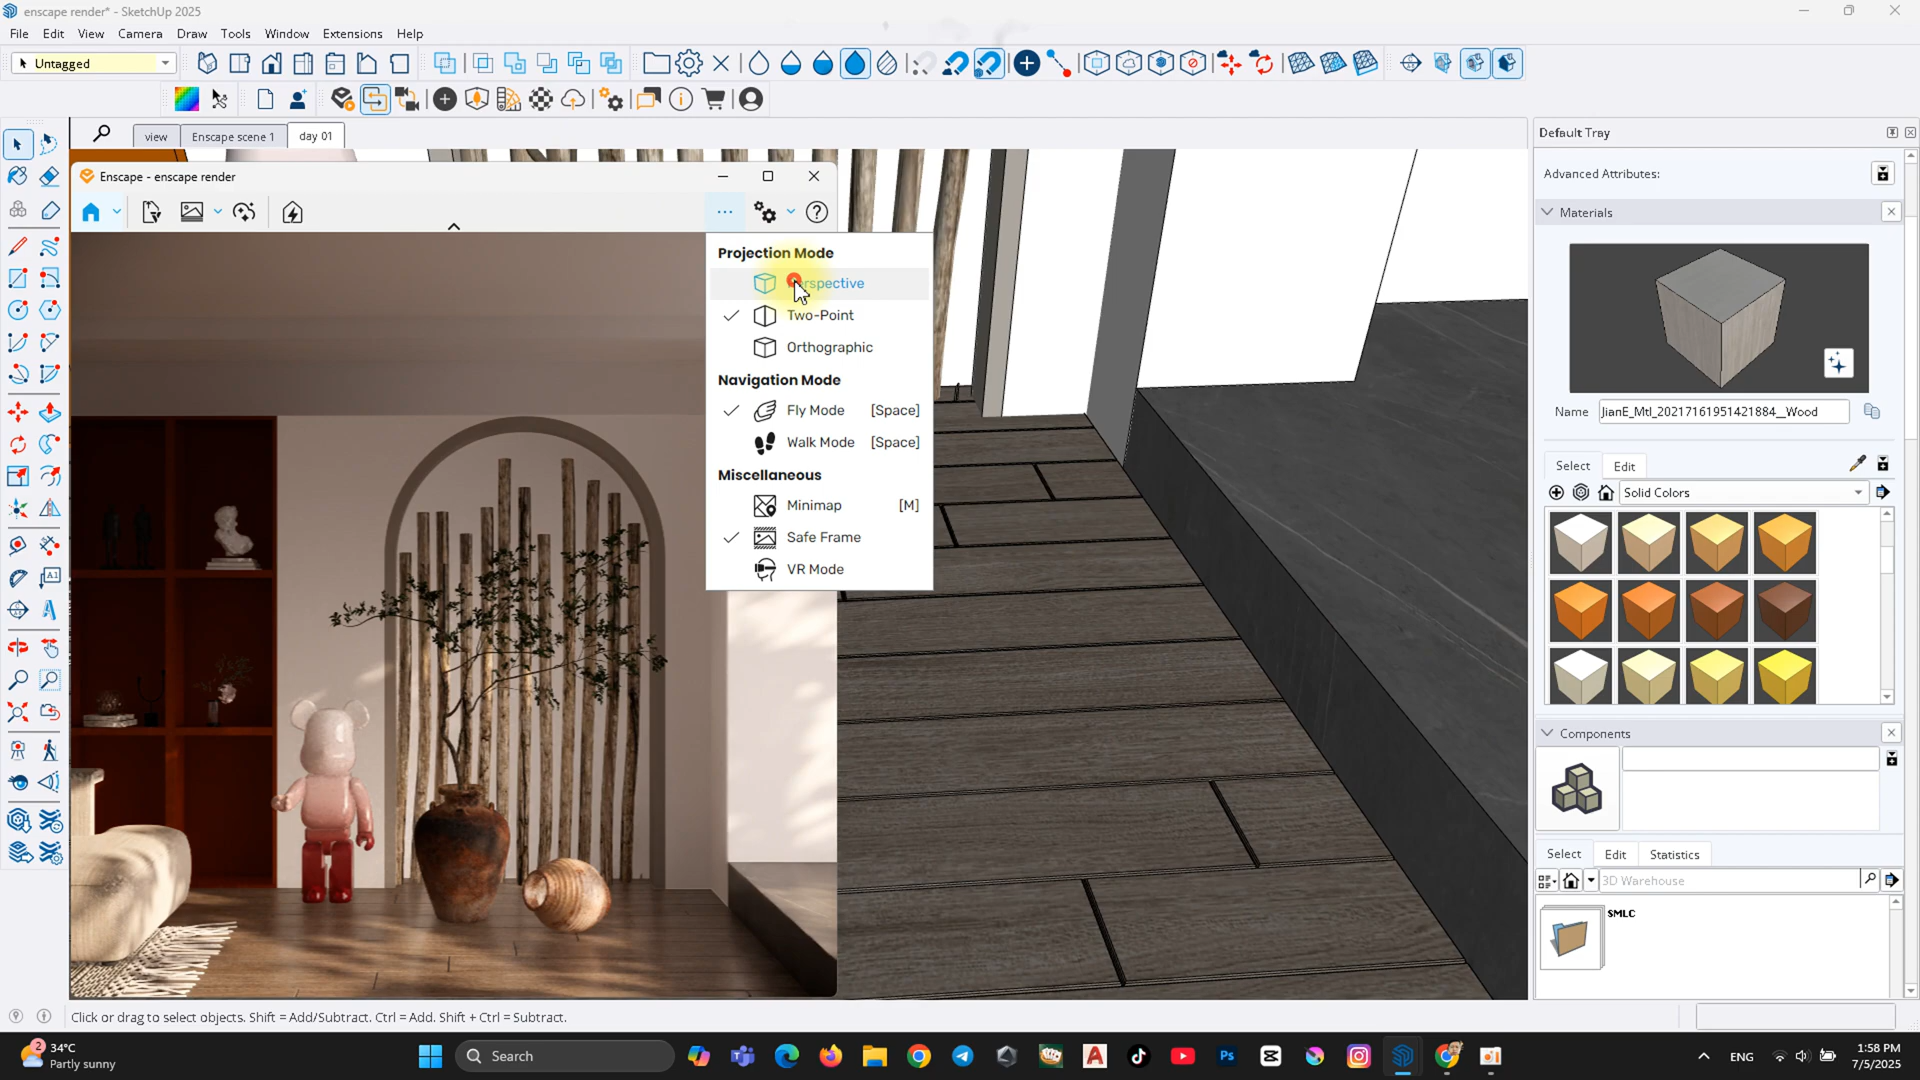 enscape render* - SketchUp 2025
File Edit View Camera Draw Tools Window Extensions Help
Untagged
view Enscape scene 1 day 01
Default Tray
Advanced Attributes:
Enscape - enscape render
Materials
Projection Mode
Perspective
Two-Point
Orthographic
Navigation Mode
Fly Mode [Space]
Walk Mode [Space]
Miscellaneous
Minimap [M]
Safe Frame
VR Mode
Name JianE_Mtl_20217161951421884__Wood
Select Edit
Solid Colors
Components
Select Edit Statistics
3D Warehouse
SMLC
Click or drag to select objects. Shift = Add/Subtract. Ctrl = Add. Shift + Ctrl = Subtract.
2
34°C
Partly sunny
Search
ENG
1:58 PM
7/5/2025